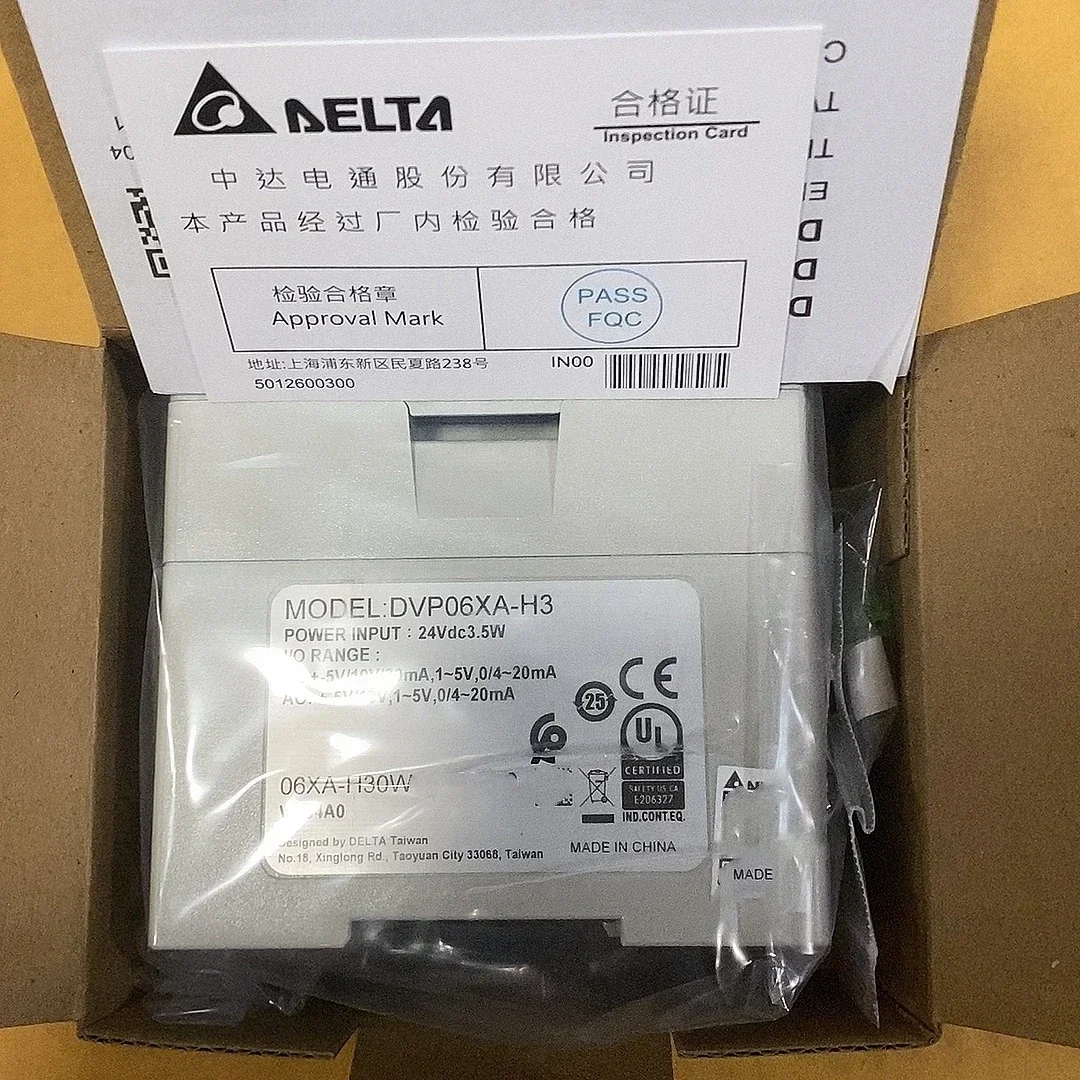 DELTA
合格证
Inspection Card
中达电通股份有限公司
本产品经过厂内检验合格
检验合格章
Approval Mark
PASS
FQC
地址:上海浦东新区民夏路238号
5012600300
IN00
MODEL:DVP06XA-H3
POWER INPUT : 24Vdc3.5W
I/O RANGE :
1~5V,0/4~20mA
1~5V,0/4~20mA
25
CE
UL
CERTIFIED
SAFETY US CA
E206327
IND.CONT.EQ.
06XA-H30W
Designed by DELTA Taiwan
No.18, Xinglong Rd., Taoyuan City 33068, Taiwan
MADE IN CHINA
MADE